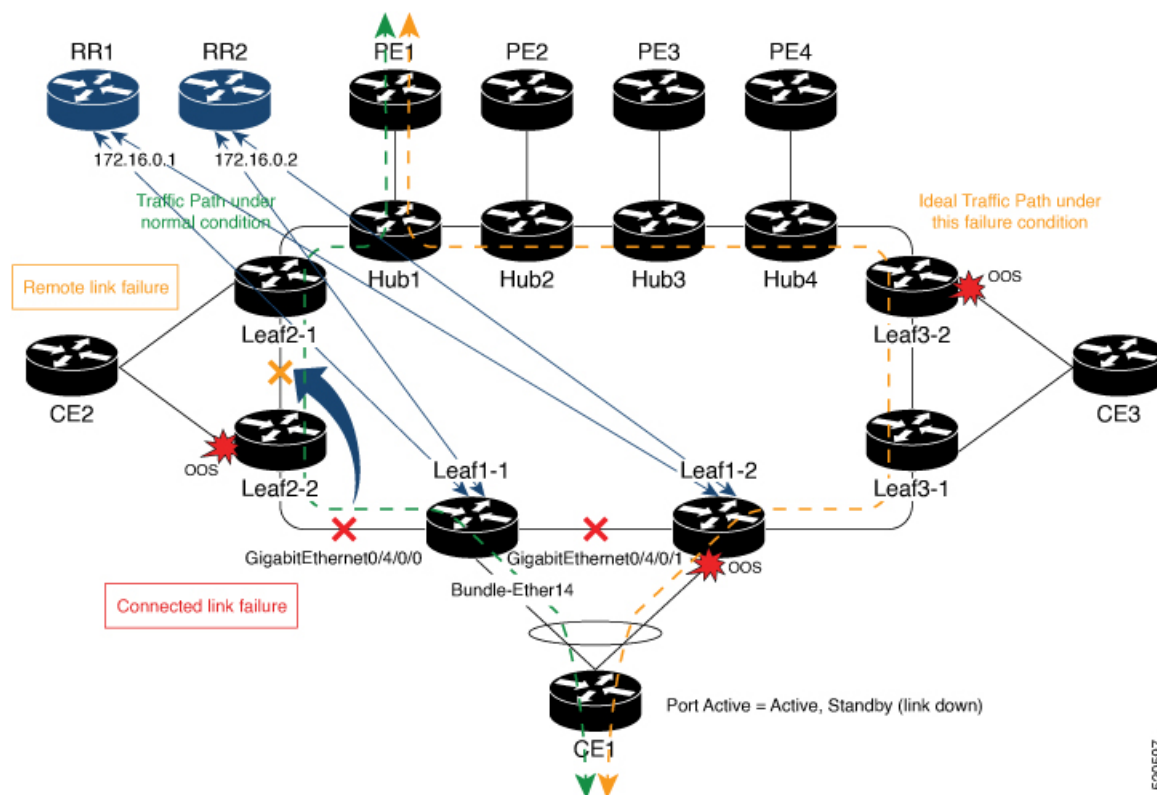 RR1
RR2
PE1
PE2
PE3
PE4
172.16.0.1
172.16.0.2
Traffic Path under
normal condition
Ideal Traffic Path under
this failure condition
Hub1
Hub2
Hub3
Hub4
Remote link failure
OOS
Leaf2-1
Leaf3-2
CE2
CE3
OOS
Leaf2-2
Leaf1-1
Leaf1-2
Leaf3-1
GigabitEthernet0/4/0/0
GigabitEthernet0/4/0/1
OOS
Bundle-Ether14
Connected link failure
Port Active = Active, Standby (link down)
CE1